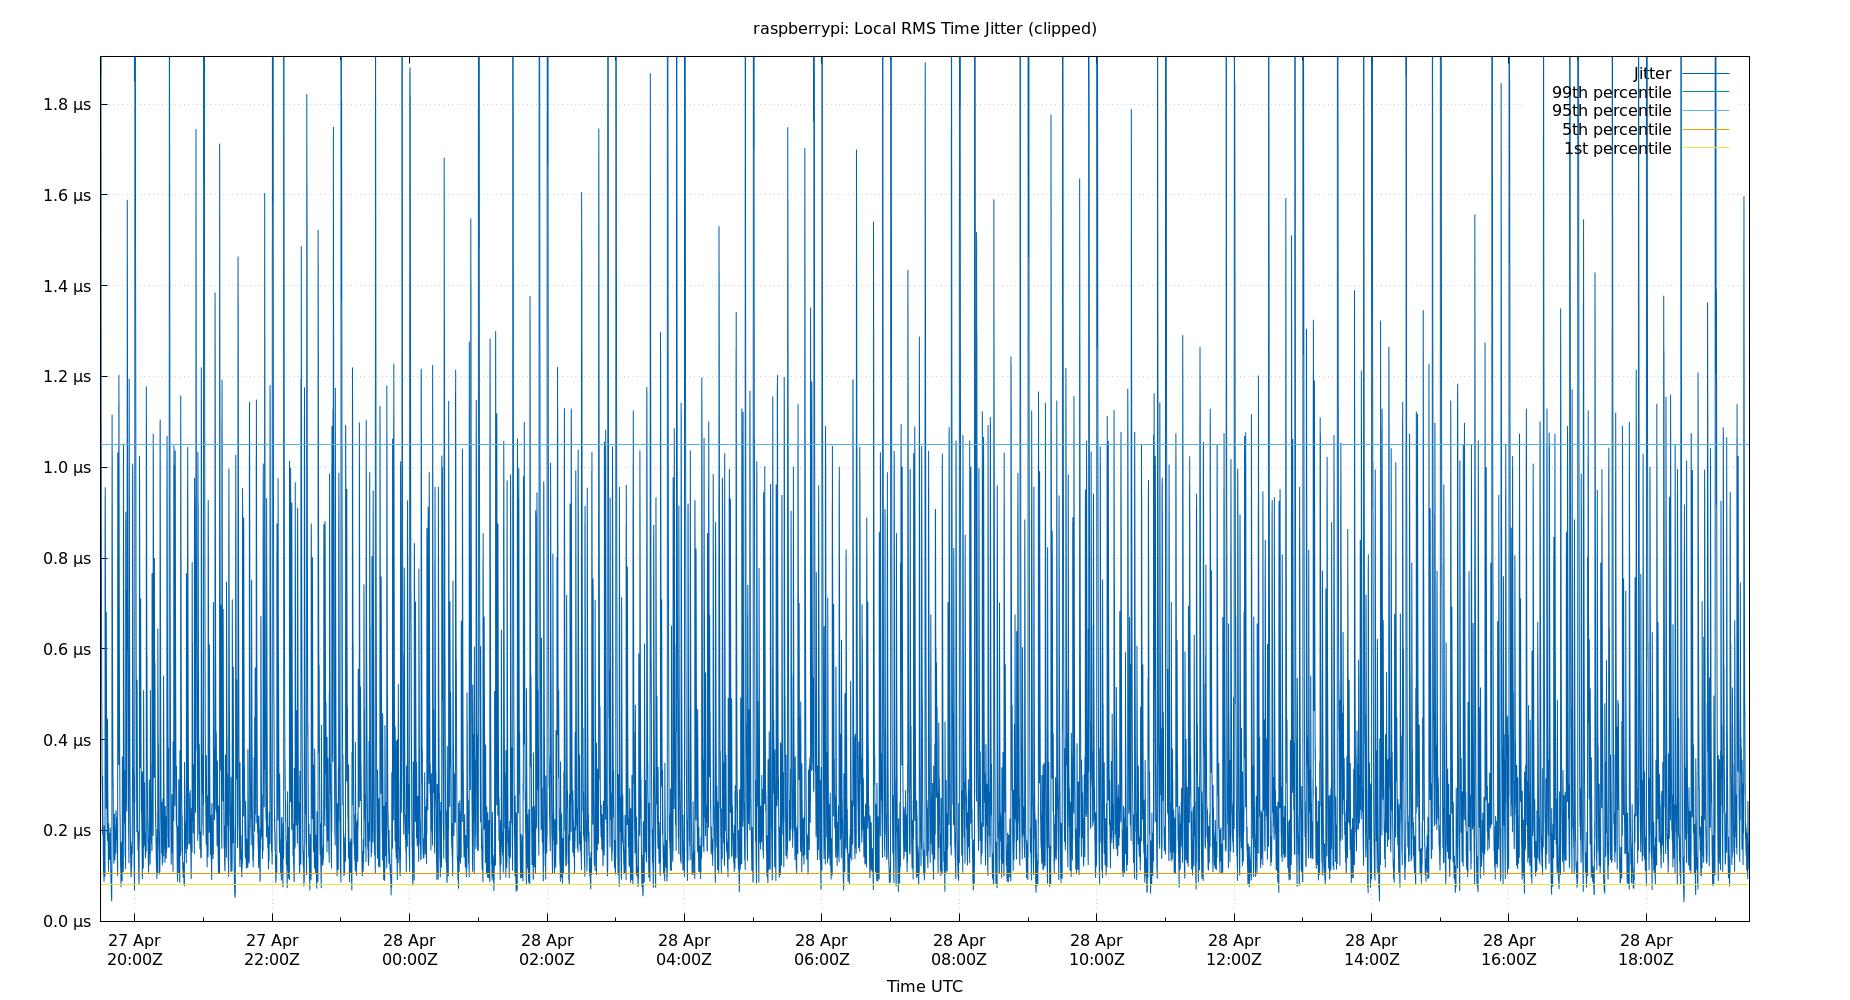 raspberrypi: Local RMS Time Jitter (clipped)
Jitter
99th percentile
95th percentile
5th percentile
1st percentile
1.8 μs
1.6 μs
1.4 μs
1.2 μs
1.0 μs
0.8 μs
0.6 μs
0.4 μs
0.2 μs
0.0 μs
27 Apr 27 Apr 28 Apr 28 Apr 28 Apr 28 Apr 28 Apr 28 Apr 28 Apr 28 Apr 28 Apr 28 Apr
20:00Z 22:00Z 00:00Z 02:00Z 04:00Z 06:00Z 08:00Z 10:00Z 12:00Z 14:00Z 16:00Z 18:00Z
Time UTC